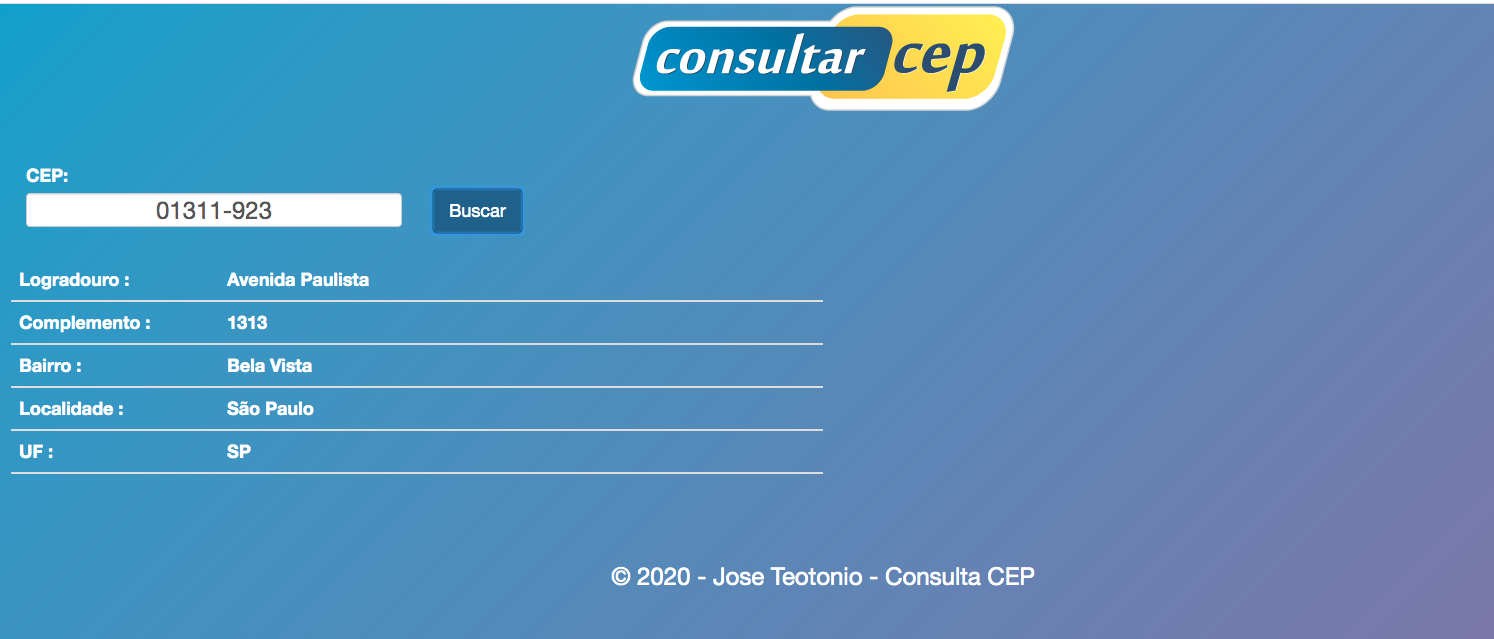 consultar cep
CEP:
01311-923 Buscar
Logradouro : Avenida Paulista
Complemento : 1313
Bairro : Bela Vista
Localidade : São Paulo
UF : SP
© 2020 - Jose Teotonio - Consulta CEP